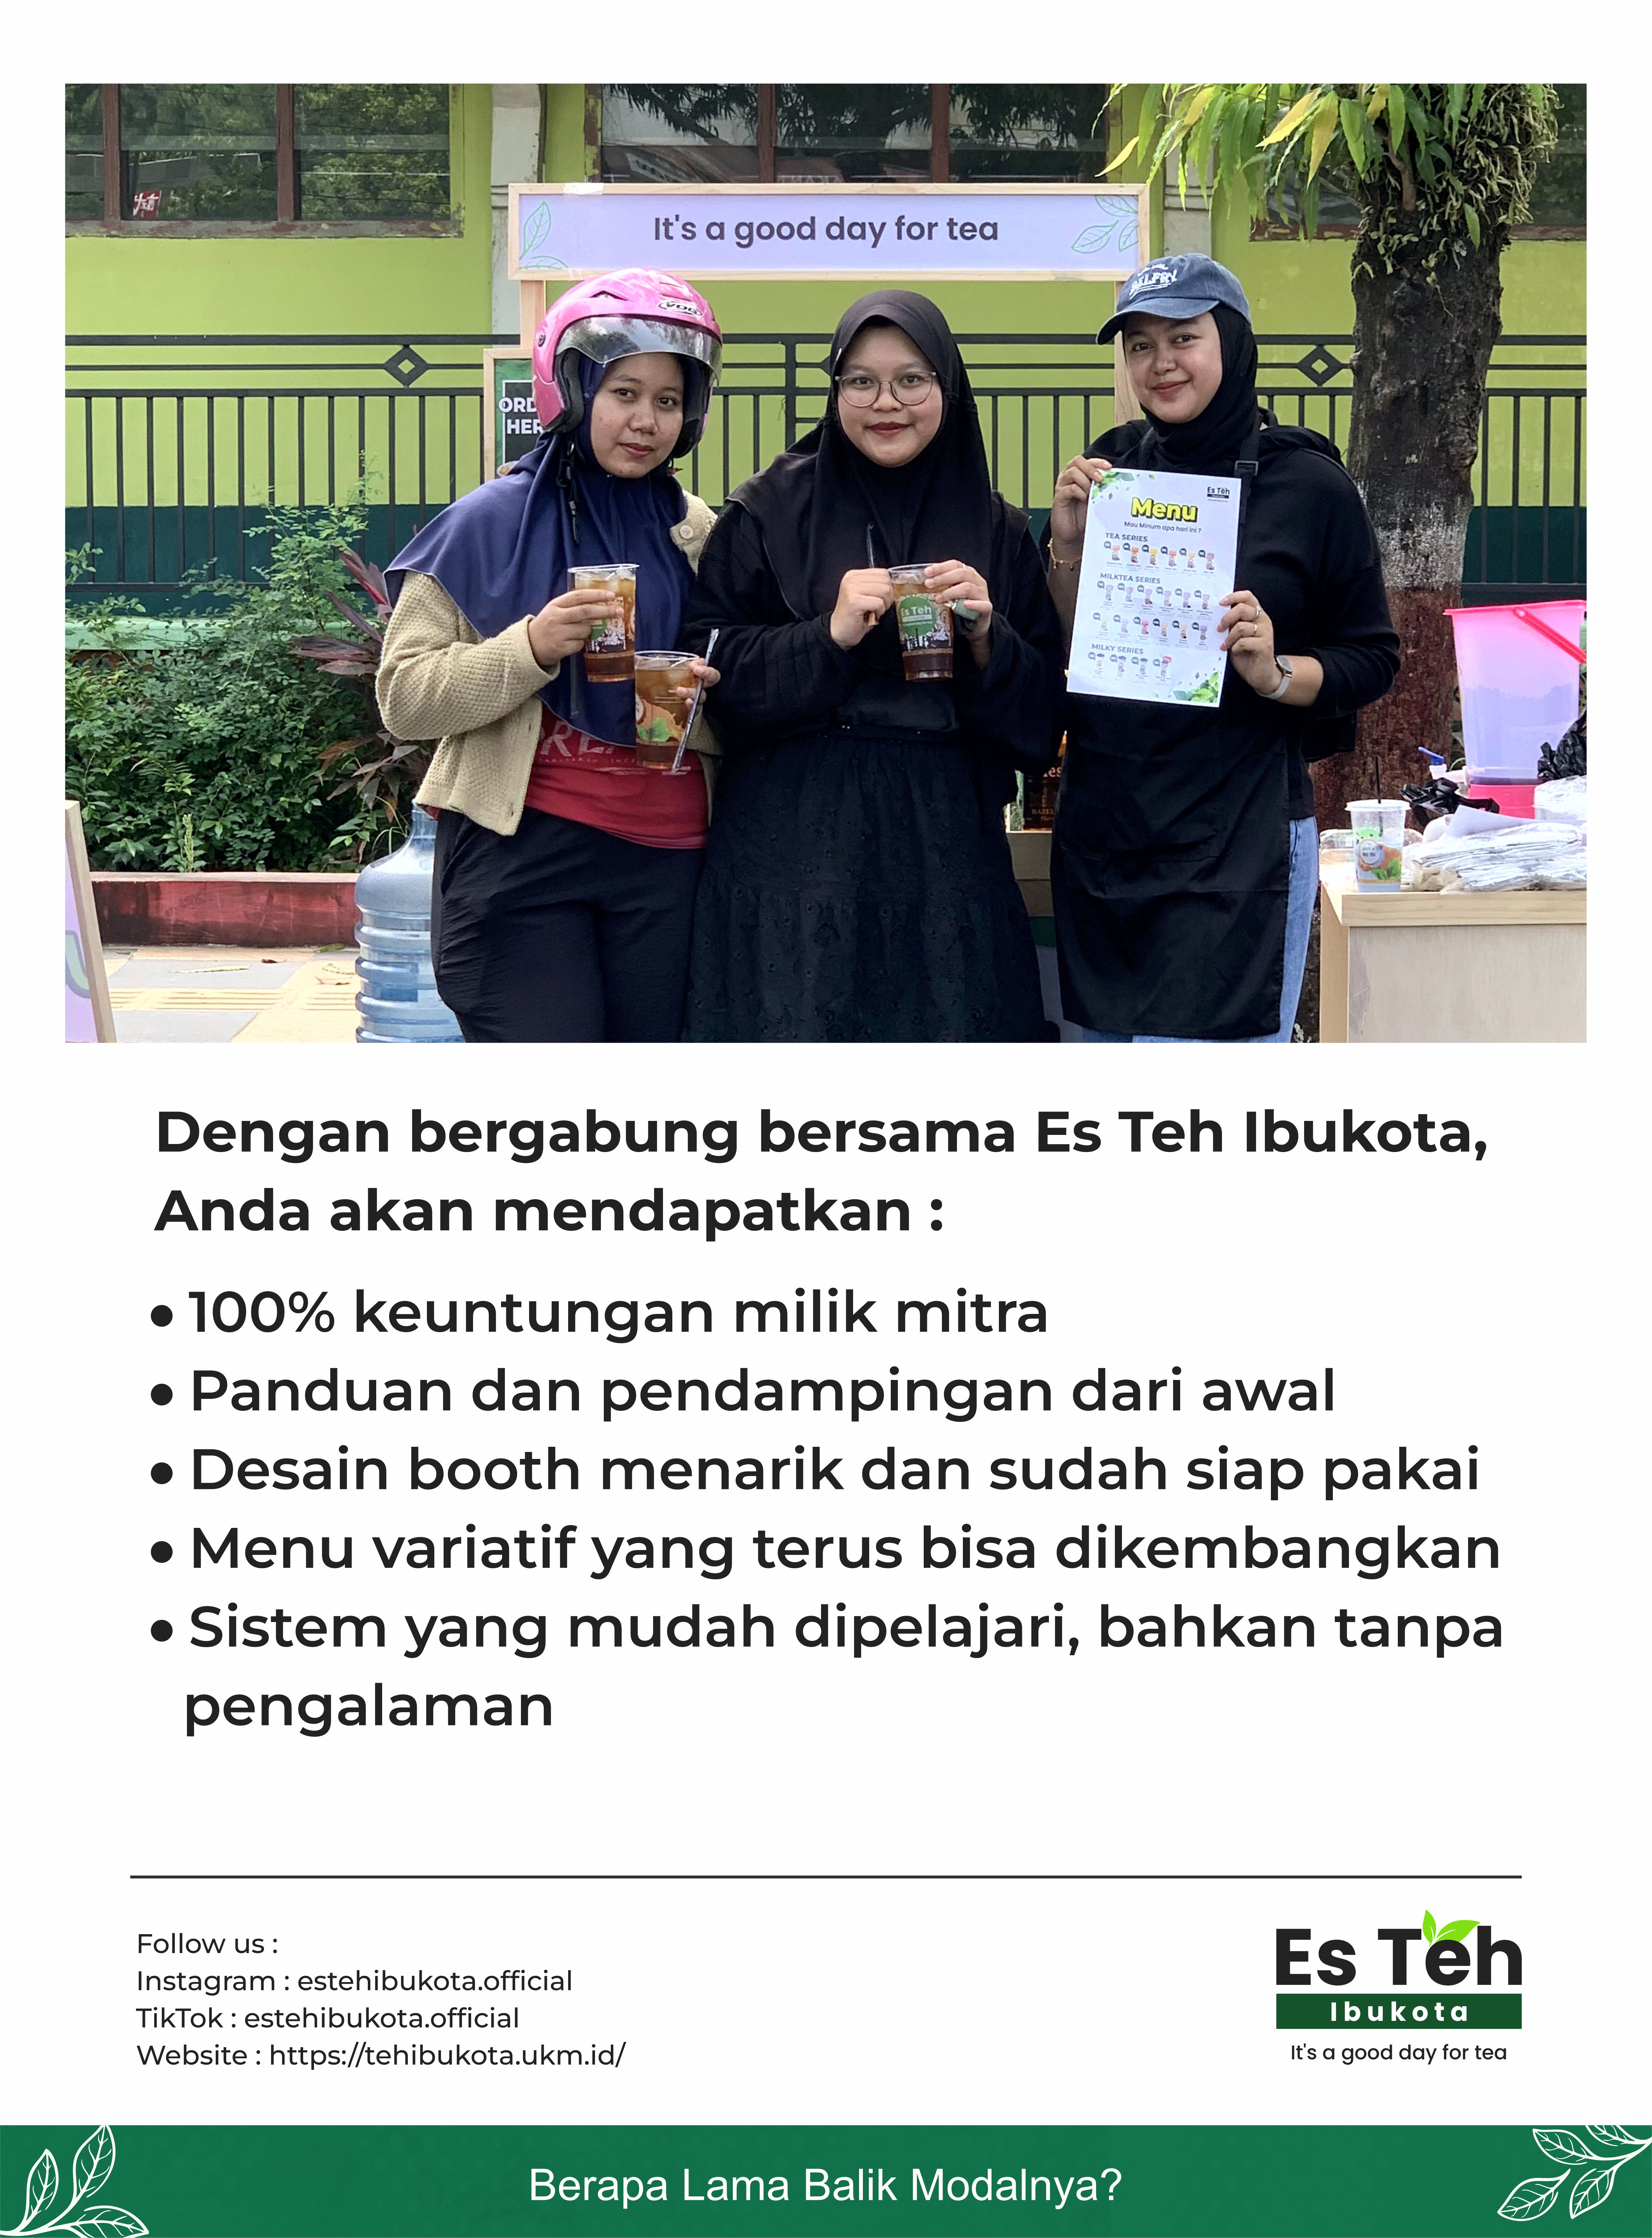 It's a good day for tea
VOG
ORD
HER
Es Teh
Menu
Mau Minum apa hari ini ?
TEA SERIES
MILKTEA SERIES
MILKY SERIES
Es Teh
Dengan bergabung bersama Es Teh Ibukota,
Anda akan mendapatkan :
• 100% keuntungan milik mitra
• Panduan dan pendampingan dari awal
• Desain booth menarik dan sudah siap pakai
• Menu variatif yang terus bisa dikembangkan
• Sistem yang mudah dipelajari, bahkan tanpa
pengalaman
Follow us :
Instagram : estehibukota.official
TikTok : estehibukota.official
Website : https://tehibukota.ukm.id/
Es Teh
Ibukota
It's a good day for tea
Berapa Lama Balik Modalnya?